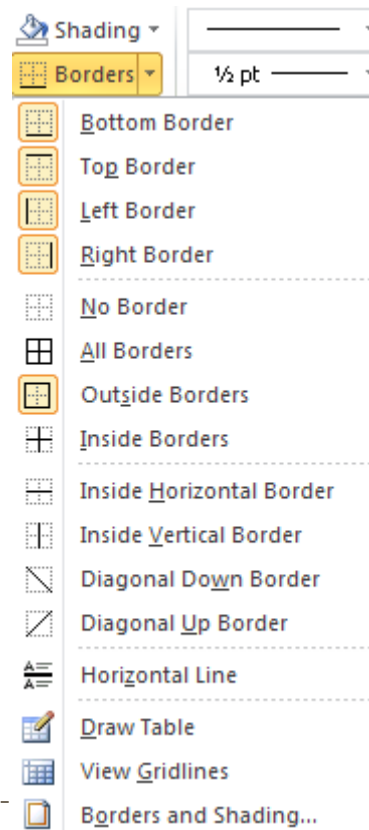 Shading
Borders
½ pt
Bottom Border
Top Border
Left Border
Right Border
No Border
All Borders
Outside Borders
Inside Borders
Inside Horizontal Border
Inside Vertical Border
Diagonal Down Border
Diagonal Up Border
Horizontal Line
Draw Table
View Gridlines
Borders and Shading...